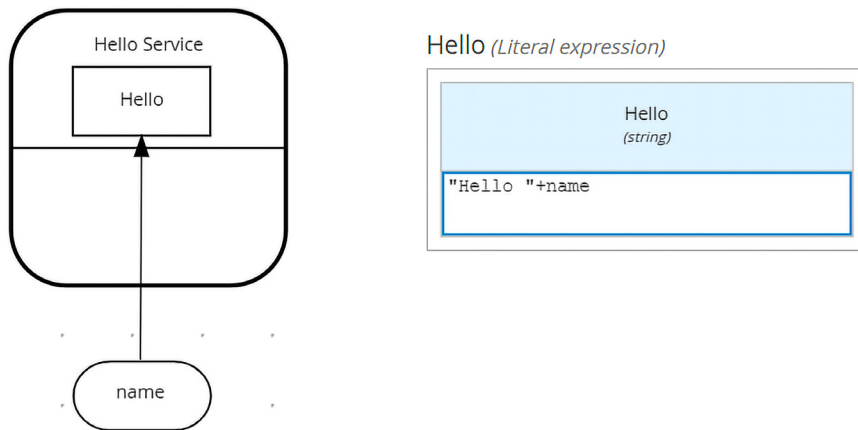 Hello Service
Hello
name
Hello (Literal expression)
Hello
(string)
"Hello "+name